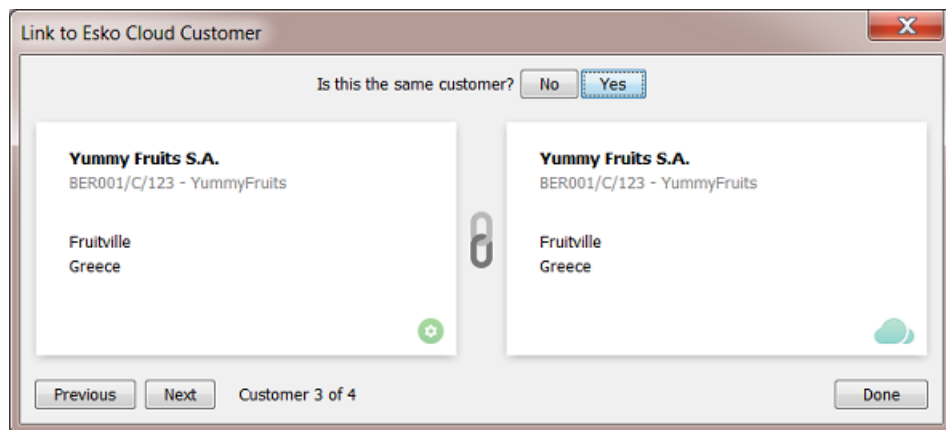 Link to Esko Cloud Customer
Is this the same customer? No Yes
Yummy Fruits S.A.
BER001/C/123 - YummyFruits
Fruitville
Greece
Yummy Fruits S.A.
BER001/C/123 - YummyFruits
Fruitville
Greece
Previous Next Customer 3 of 4 Done